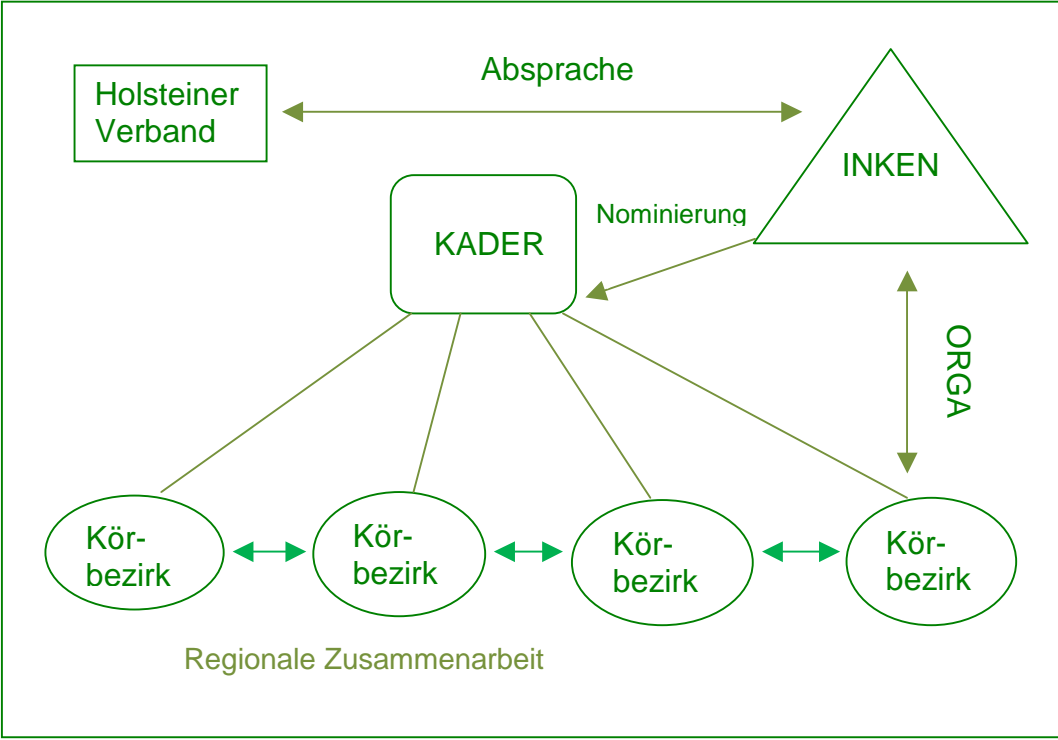 Absprache
Holsteiner
Verband
INKEN
Nominierung
KADER
ORGA
Kör-
bezirk
Kör-
bezirk
Kör-
bezirk
Kör-
bezirk
Regionale Zusammenarbeit